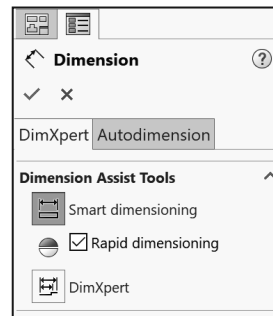 Dimension
?
DimXpert Autodimension
Dimension Assist Tools
Smart dimensioning
Rapid dimensioning
DimXpert